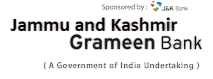 Sponsored by : J&K Bank
Jammu and Kashmir
Grameen Bank
( A Government of India Undertaking )